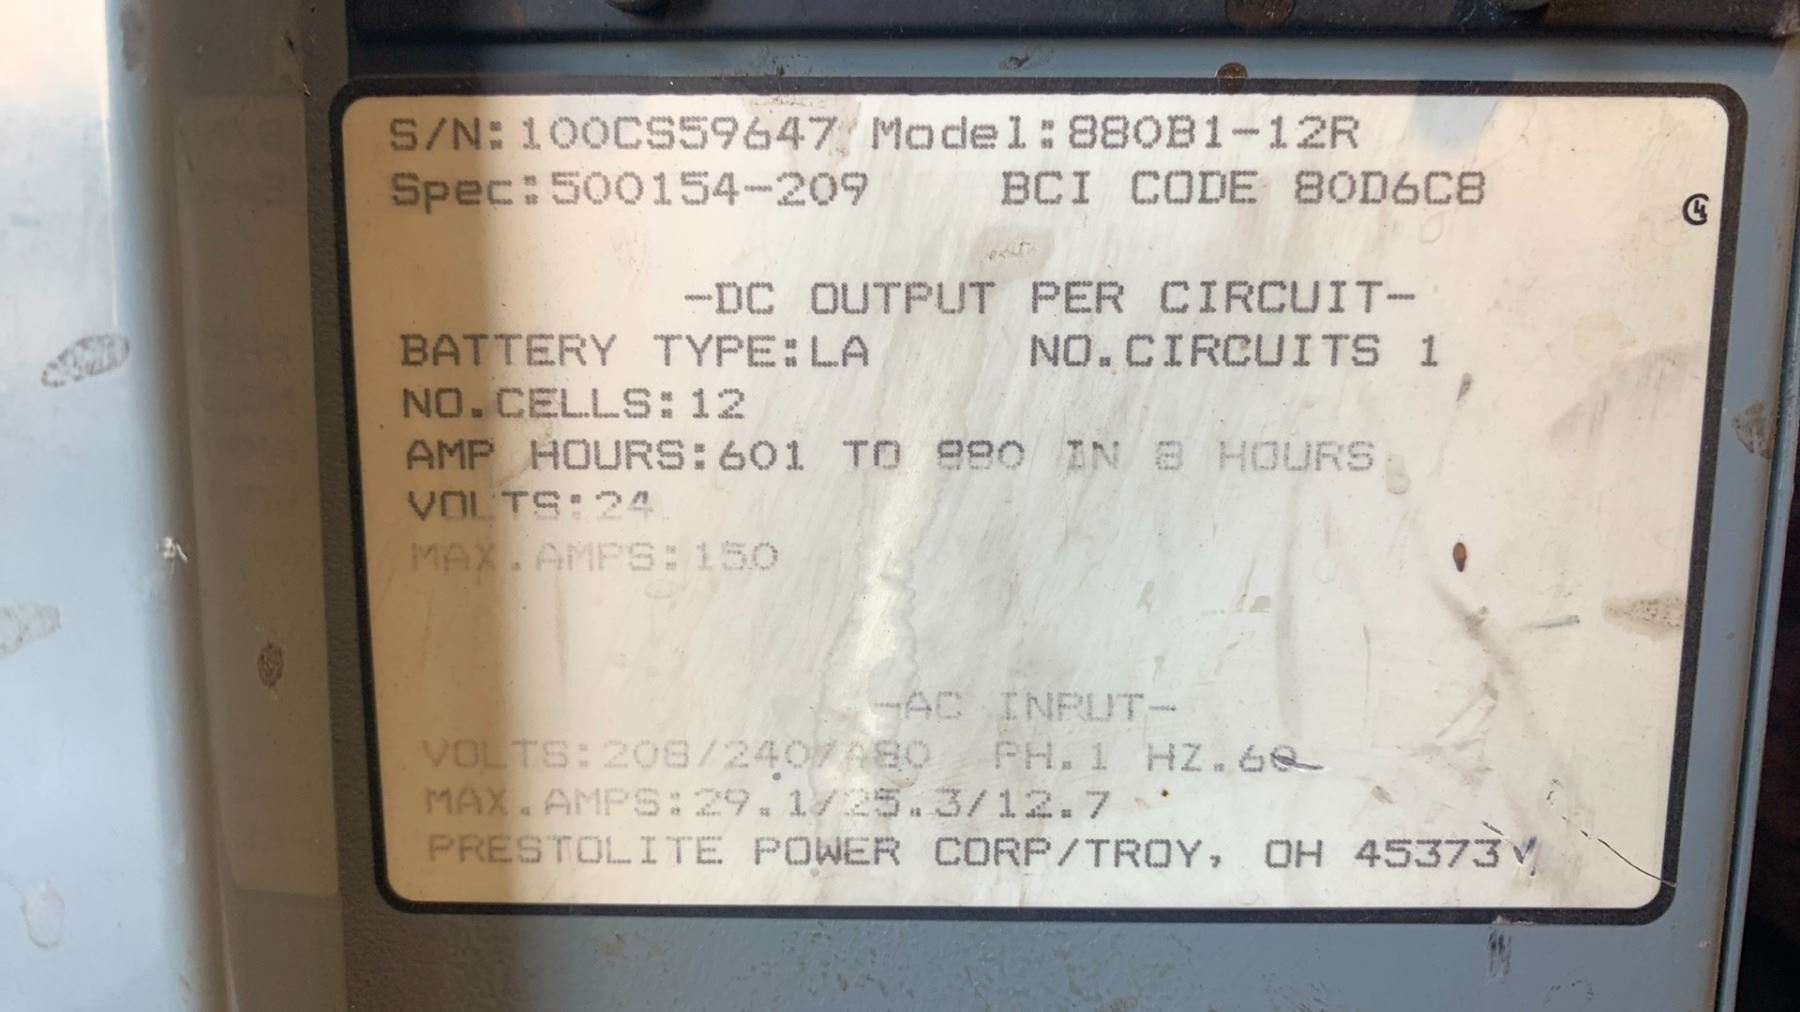 S/N:100CS59647 Model:880B1-12R
Spec:500154-209 BCI CODE 80D6C8
-DC OUTPUT PER CIRCUIT-
BATTERY TYPE:LA NO.CIRCUITS 1
NO.CELLS:12
AMP HOURS:601 TO 880 IN 8 HOURS
VOLTS:24
MAX.AMPS:150
-AC INPUT-
VOLTS:208/240/480 PH.1 HZ.60
MAX.AMPS:29.1/25.3/12.7
PRESTOLITE POWER CORP/TROY, OH 45373